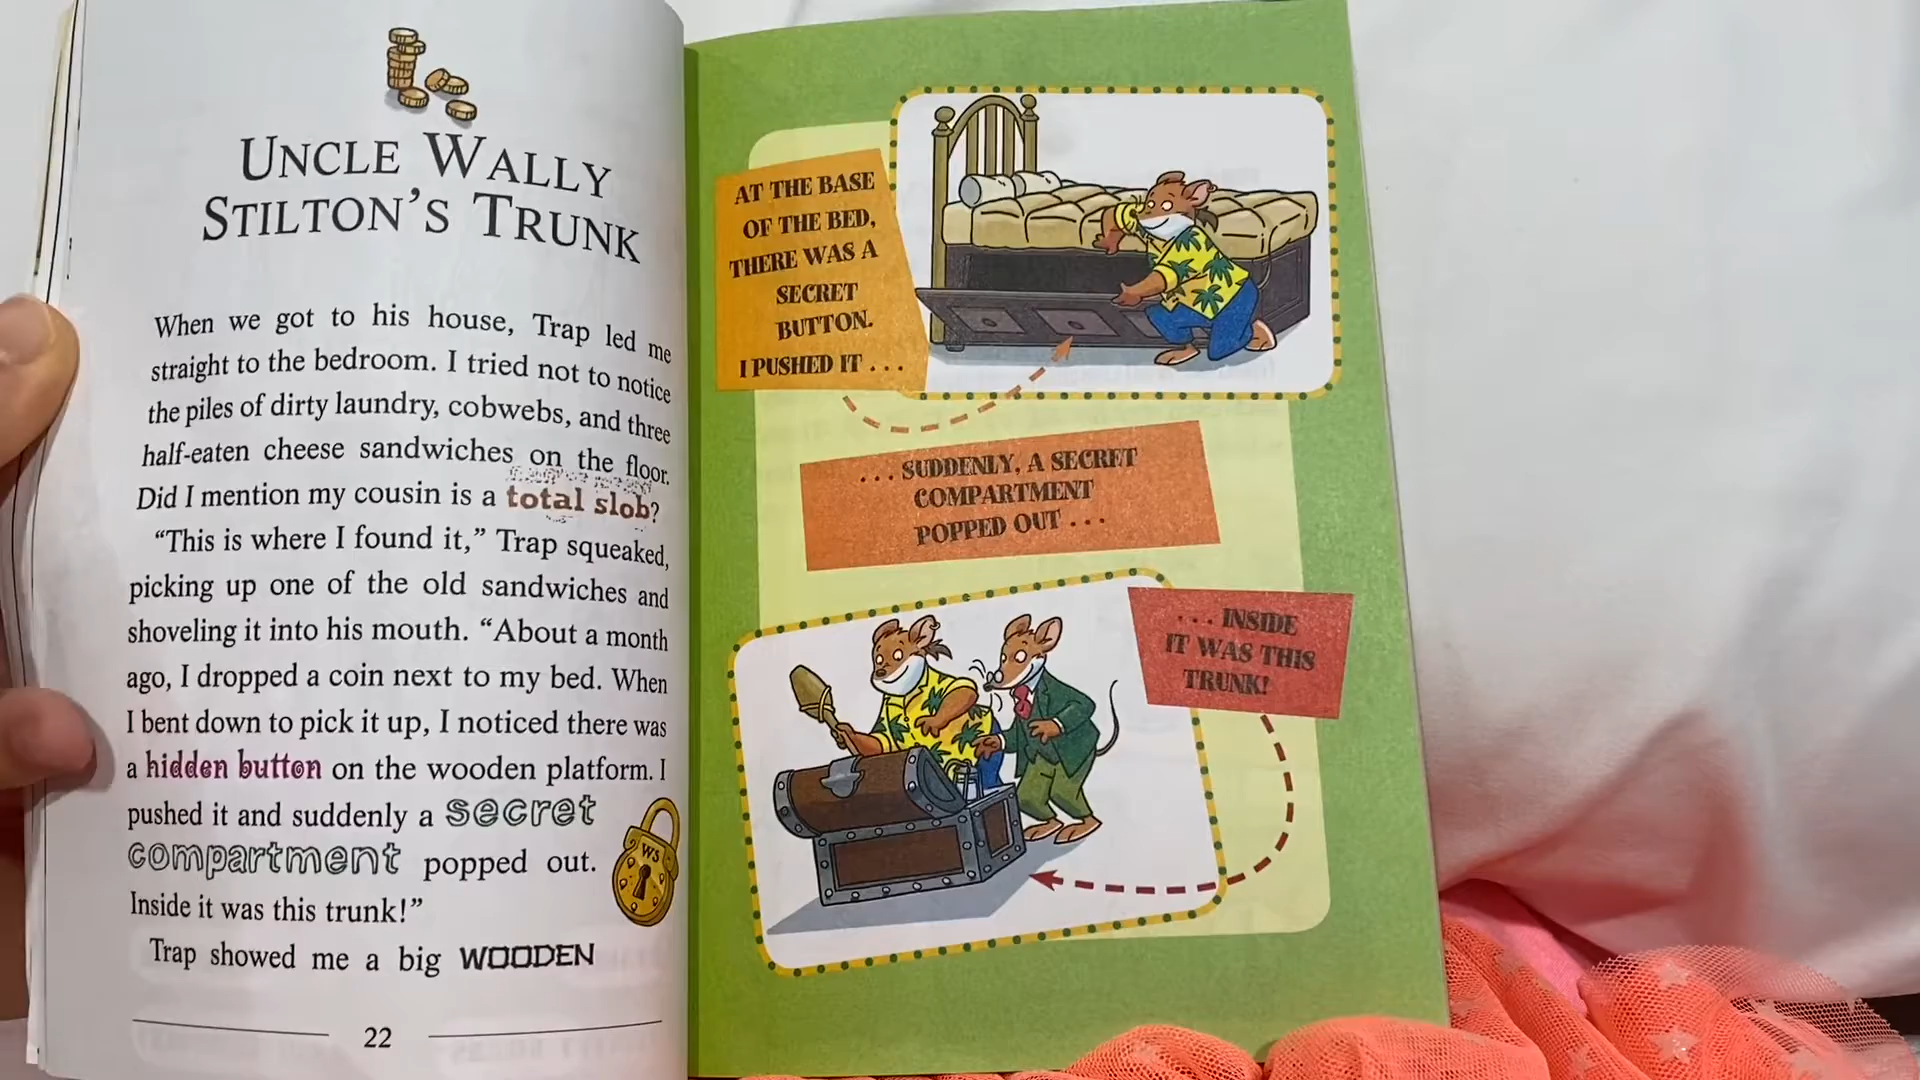 UNCLE WALLY
STILTON'S TRUNK
When we got to his house, Trap led me
straight to the bedroom. I tried not to notice
the piles of dirty laundry, cobwebs, and three
half-eaten cheese sandwiches on the floor.
Did I mention my cousin is a total slob?
"This is where I found it," Trap squeaked,
picking up one of the old sandwiches and
shoveling it into his mouth. "About a month
ago, I dropped a coin next to my bed. When
I bent down to pick it up, I noticed there was
a hidden button on the wooden platform. I
pushed it and suddenly a secret
compartment popped out.
Inside it was this trunk!"
Trap showed me a big WOODEN
WS
22
AT THE BASE
OF THE BED,
THERE WAS A
SECRET
BUTTON.
I PUSHED IT . . .
. . . SUDDENLY, A SECRET
COMPARTMENT
POPPED OUT . . .
. . . INSIDE
IT WAS THIS
TRUNK!